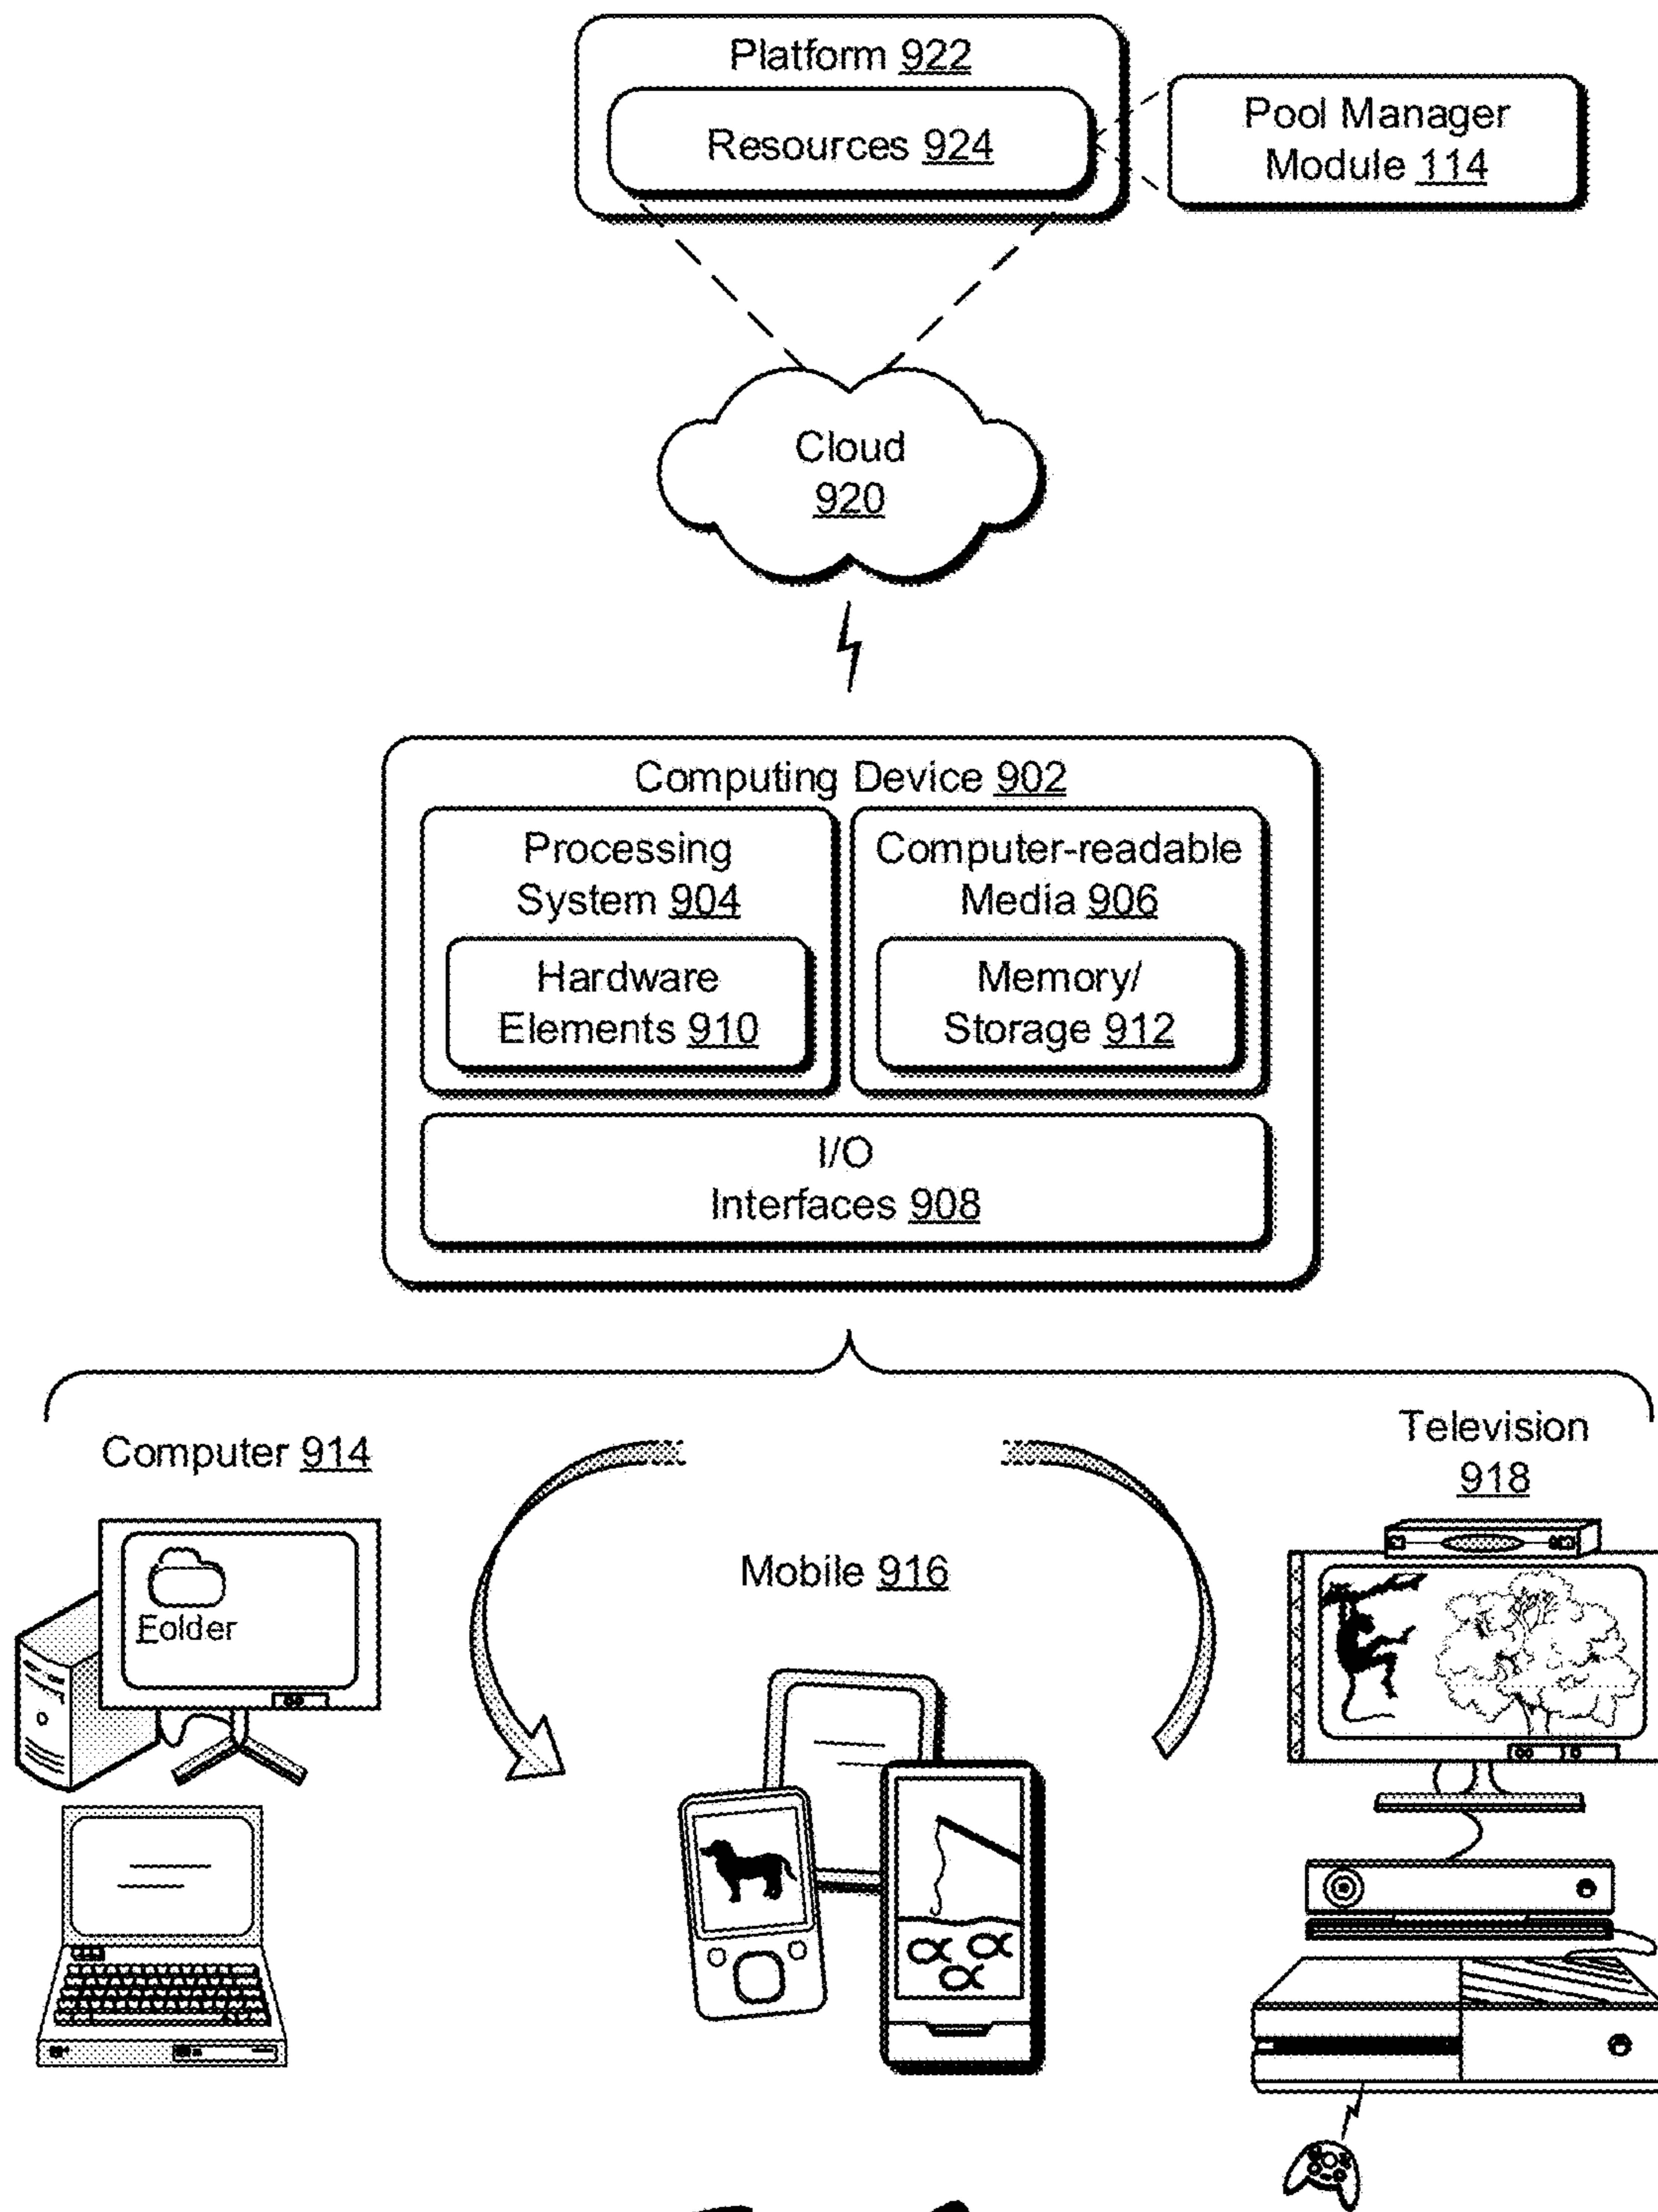 Platform 922
Resources 924
Pool Manager
Module 114
Cloud
920
Computing Device 902
Processing
System 904
Computer-readable
Media 906
Hardware
Elements 910
Memory/
Storage 912
I/O
Interfaces 908
Computer 914
Television
918
Mobile 916
Eolder